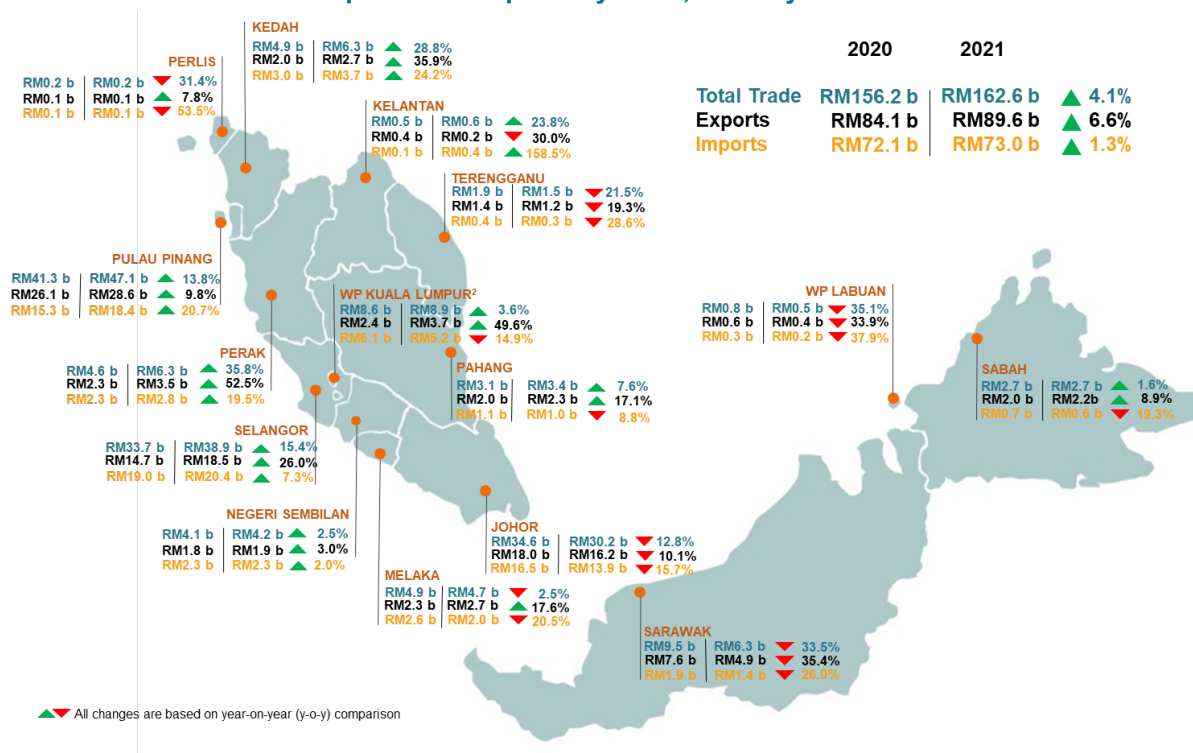 KEDAH
RM4.9 b RM6.3 b 28.8%
RM2.0 b RM2.7 b 35.9%
RM3.0 b RM3.7 b 24.2%
PERLIS
RM0.2 b RM0.2 b 31.4%
RM0.1 b RM0.1 b 7.8%
RM0.1 b RM0.1 b 53.5%
2020 2021
Total Trade RM156.2 b RM162.6 b 4.1%
Exports RM84.1 b RM89.6 b 6.6%
Imports RM72.1 b RM73.0 b 1.3%
KELANTAN
RM0.5 b RM0.6 b 23.8%
RM0.4 b RM0.2 b 30.0%
RM0.1 b RM0.4 b 158.5%
TERENGGANU
RM1.9 b RM1.5 b 21.5%
RM1.4 b RM1.2 b 19.3%
RM0.4 b RM0.3 b 28.6%
PULAU PINANG
RM41.3 b RM47.1 b 13.8%
RM26.1 b RM28.6 b 9.8%
RM15.3 b RM18.4 b 20.7%
WP KUALA LUMPUR²
RM8.6 b RM8.9 b 3.6%
RM2.4 b RM3.7 b 49.6%
RM6.1 b RM5.2 b 14.9%
WP LABUAN
RM0.8 b RM0.5 b 35.1%
RM0.6 b RM0.4 b 33.9%
RM0.3 b RM0.2 b 37.9%
PERAK
RM4.6 b RM6.3 b 35.8%
RM2.3 b RM3.5 b 52.5%
RM2.3 b RM2.8 b 19.5%
PAHANG
RM3.1 b RM3.4 b 7.6%
RM2.0 b RM2.3 b 17.1%
RM1.1 b RM1.0 b 8.8%
SABAH
RM2.7 b RM2.7 b 1.6%
RM2.0 b RM2.2b 8.9%
RM0.7 b RM0.6 b 19.3%
SELANGOR
RM33.7 b RM38.9 b 15.4%
RM14.7 b RM18.5 b 26.0%
RM19.0 b RM20.4 b 7.3%
NEGERI SEMBILAN
RM4.1 b RM4.2 b 2.5%
RM1.8 b RM1.9 b 3.0%
RM2.3 b RM2.3 b 2.0%
JOHOR
RM34.6 b RM30.2 b 12.8%
RM18.0 b RM16.2 b 10.1%
RM16.5 b RM13.9 b 15.7%
MELAKA
RM4.9 b RM4.7 b 2.5%
RM2.3 b RM2.7 b 17.6%
RM2.6 b RM2.0 b 20.5%
SARAWAK
RM9.5 b RM6.3 b 33.5%
RM7.6 b RM4.9 b 35.4%
RM1.9 b RM1.4 b 26.0%
All changes are based on year-on-year (y-o-y) comparison